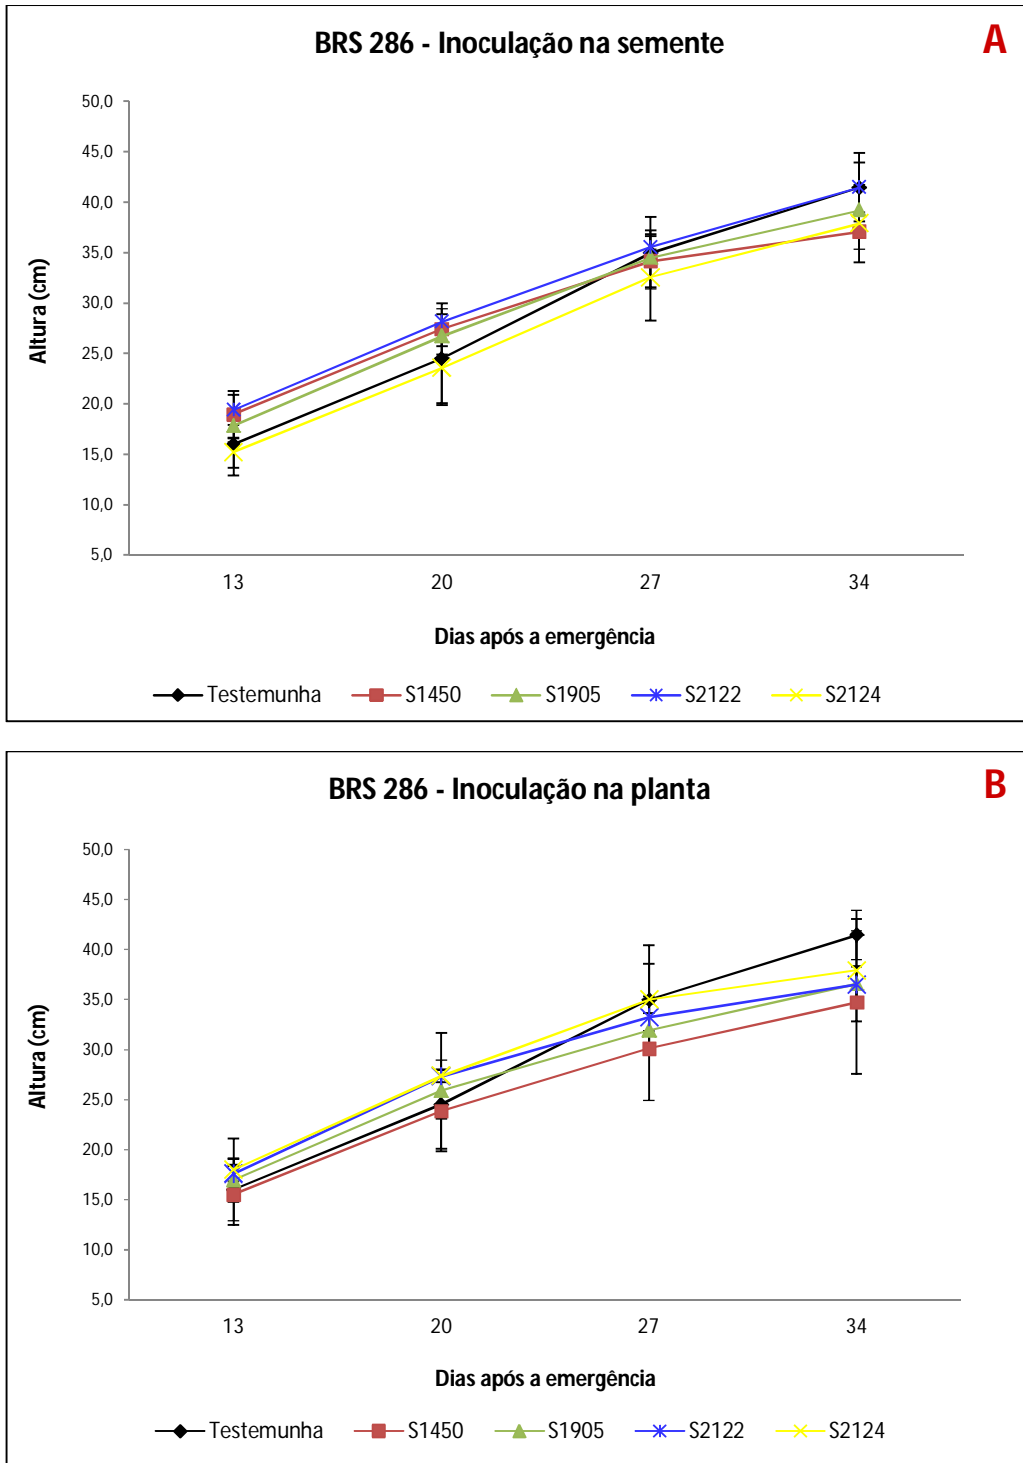 BRS 286 - Inoculação na semente
A
50,0
45,0
40,0
35,0
30,0
25,0
20,0
15,0
10,0
5,0
Altura (cm)
13 20 27 34
Dias após a emergência
Testemunha S1450 S1905 S2122 S2124
BRS 286 - Inoculação na planta
B
50,0
45,0
40,0
35,0
30,0
25,0
20,0
15,0
10,0
5,0
Altura (cm)
13 20 27 34
Dias após a emergência
Testemunha S1450 S1905 S2122 S2124